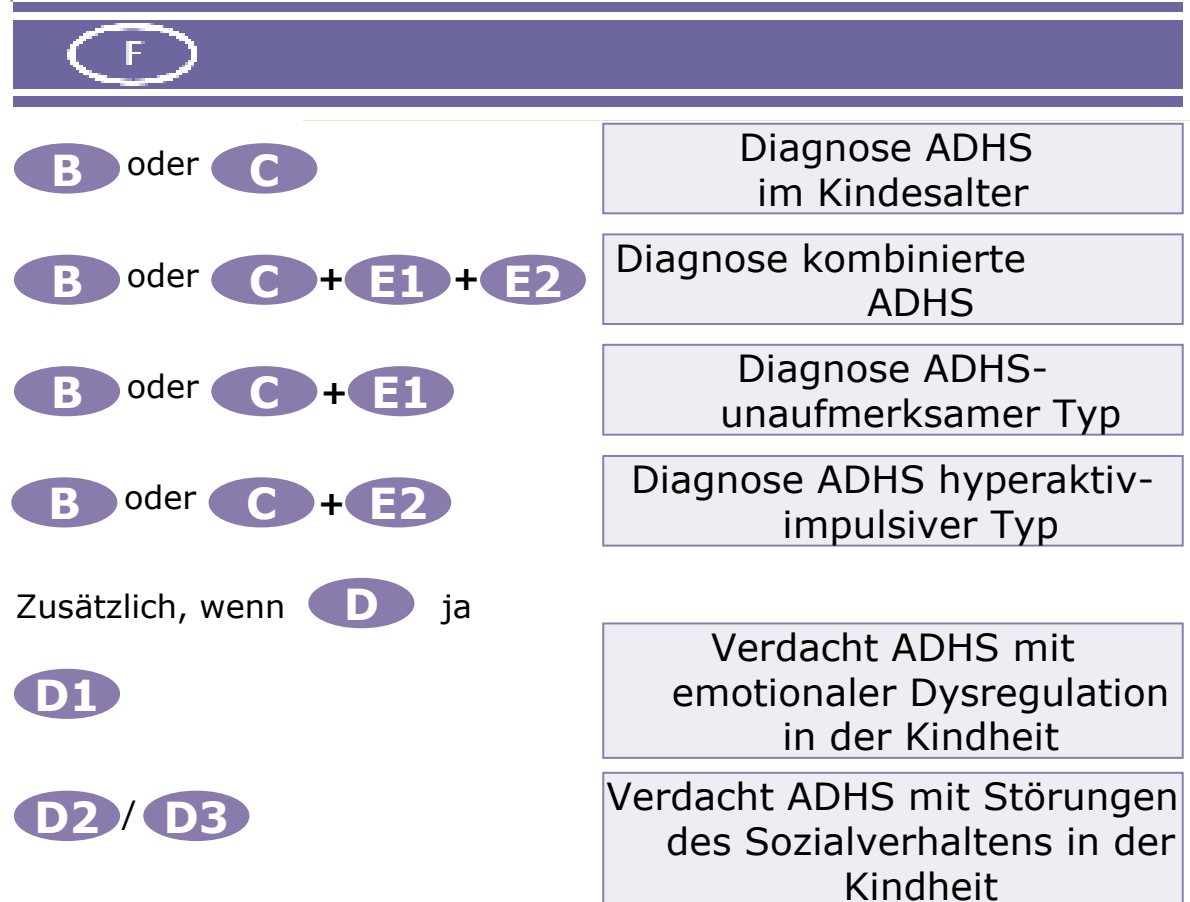 F
B oder C
Diagnose ADHS
im Kindesalter
B oder C + E1 + E2
Diagnose kombinierte
ADHS
B oder C + E1
Diagnose ADHS-
unaufmerksamer Typ
B oder C + E2
Diagnose ADHS hyperaktiv-
impulsiver Typ
Zusätzlich, wenn D ja
D1
Verdacht ADHS mit
emotionaler Dysregulation
in der Kindheit
D2 / D3
Verdacht ADHS mit Störungen
des Sozialverhaltens in der
Kindheit